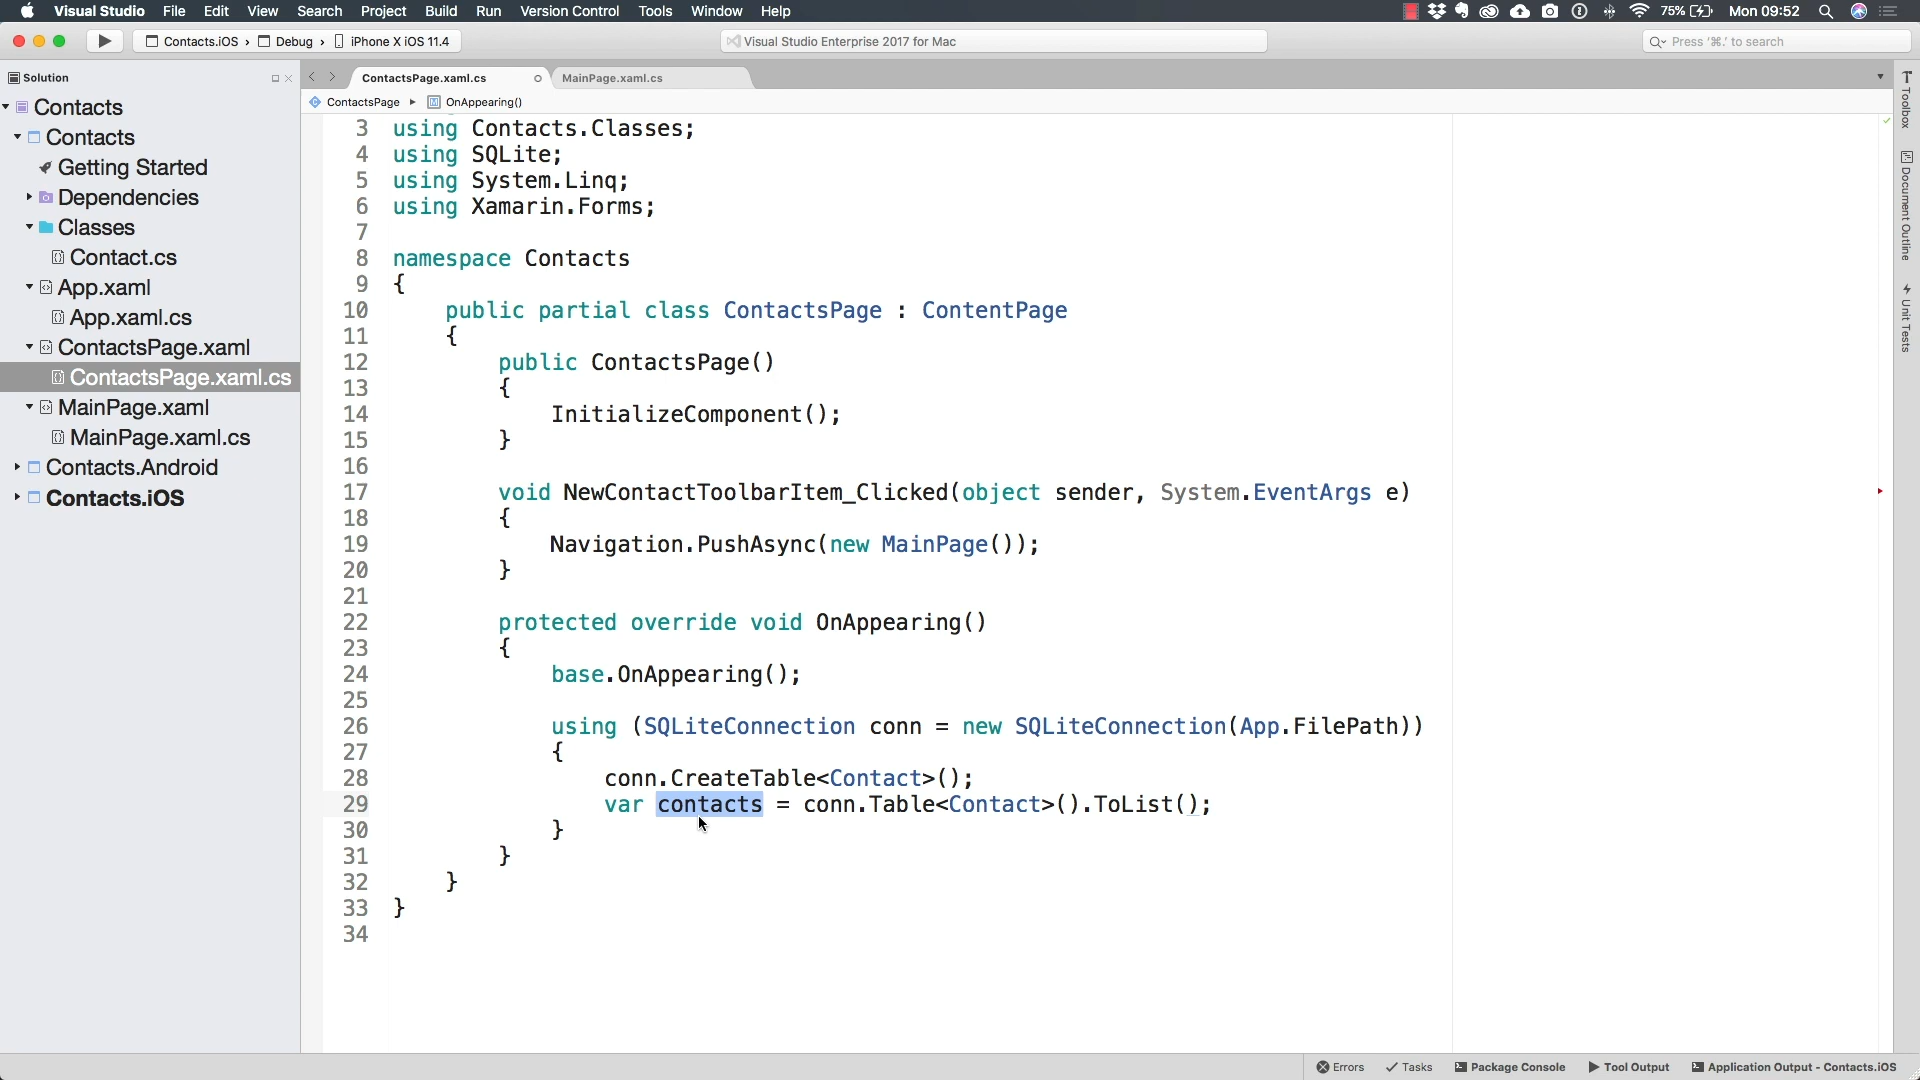 Visual Studio File Edit View Search Project Build Run Version Control Tools Window Help 75% Mon 09:52
Contacts.iOS › Debug › iPhone X iOS 11.4
Visual Studio Enterprise 2017 for Mac
Press '⌘.' to search
Solution
Contacts
Contacts
Getting Started
Dependencies
Classes
Contact.cs
App.xaml
App.xaml.cs
ContactsPage.xaml
ContactsPage.xaml.cs
MainPage.xaml
MainPage.xaml.cs
Contacts.Android
Contacts.iOS
ContactsPage.xaml.cs
MainPage.xaml.cs
ContactsPage ▸ OnAppearing()
3 using Contacts.Classes;
4 using SQLite;
5 using System.Linq;
6 using Xamarin.Forms;
7
8 namespace Contacts
9 {
10 public partial class ContactsPage : ContentPage
11 {
12 public ContactsPage()
13 {
14 InitializeComponent();
15 }
16
17 void NewContactToolbarItem_Clicked(object sender, System.EventArgs e)
18 {
19 Navigation.PushAsync(new MainPage());
20 }
21
22 protected override void OnAppearing()
23 {
24 base.OnAppearing();
25
26 using (SQLiteConnection conn = new SQLiteConnection(App.FilePath))
27 {
28 conn.CreateTable<Contact>();
29 var contacts = conn.Table<Contact>().ToList();
30 }
31 }
32 }
33 }
34
Toolbox
Document Outline
Unit Tests
Errors
Tasks
Package Console
Tool Output
Application Output - Contacts.iOS